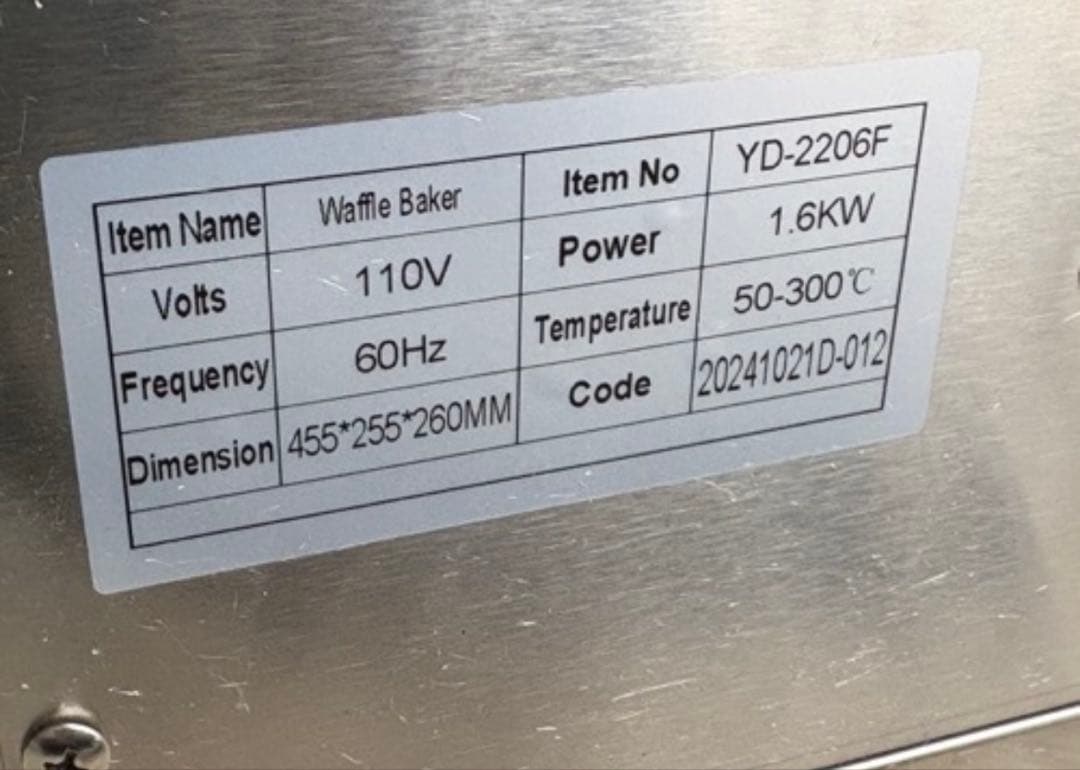 Item Name Waffle Baker Item No YD-2206F
Volts 110V Power 1.6KW
Frequency 60Hz Temperature 50-300℃
Dimension 455*255*260MM Code 20241021D-012